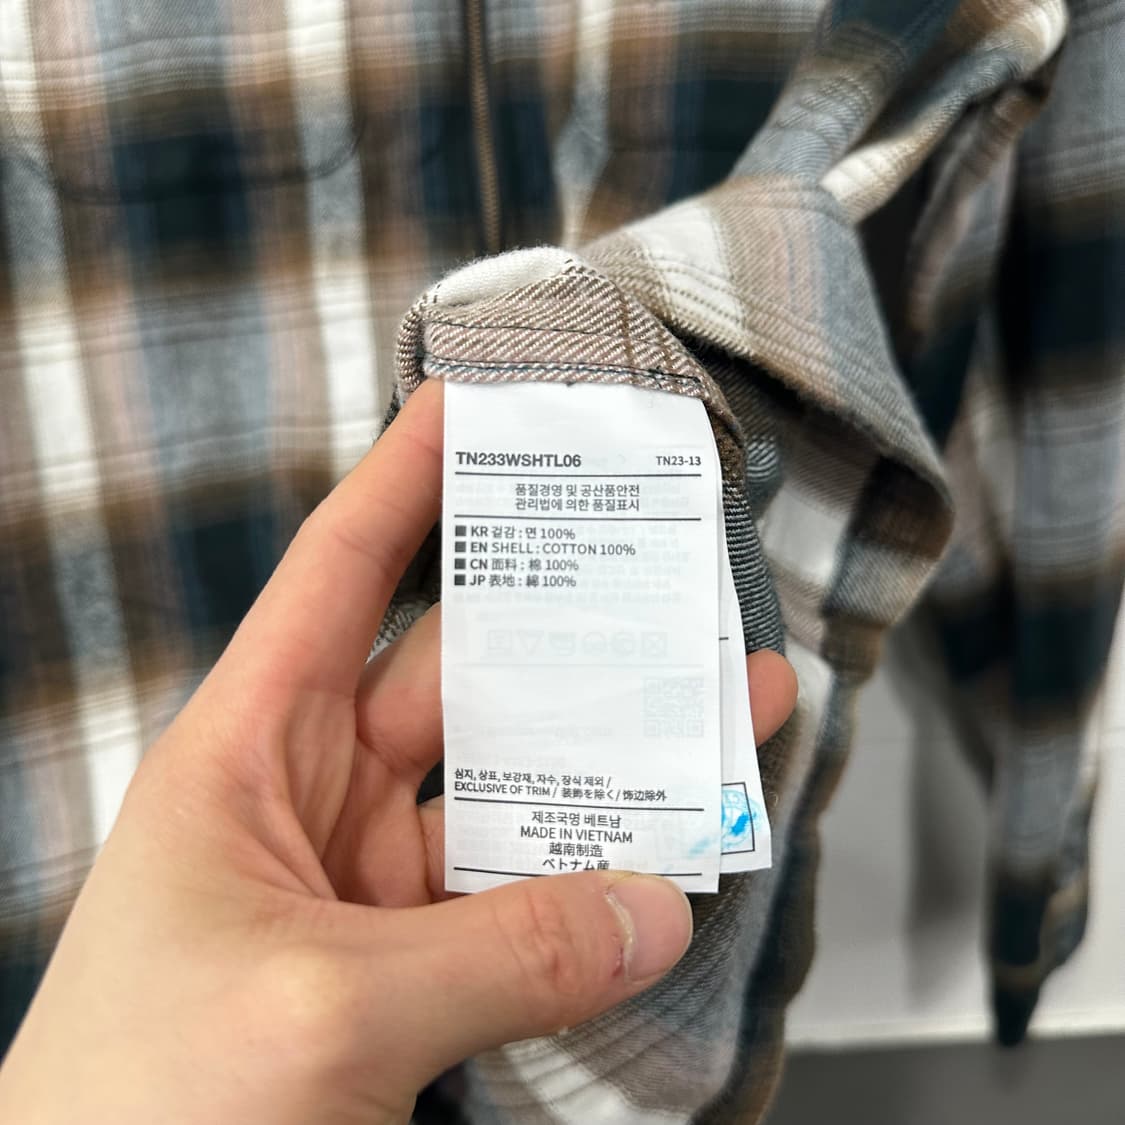 TN233WSHTL06 TN23-13
품질경영 및 공산품안전
관리법에 의한 품질표시
KR 겉감 : 면 100%
EN SHELL : COTTON 100%
CN 面料 : 棉 100%
JP 表地 : 綿 100%
심지, 상표, 보강재, 자수, 장식 제외 /
EXCLUSIVE OF TRIM / 装飾を除く / 饰边除外
제조국명 베트남
MADE IN VIETNAM
越南制造
ベトナム産